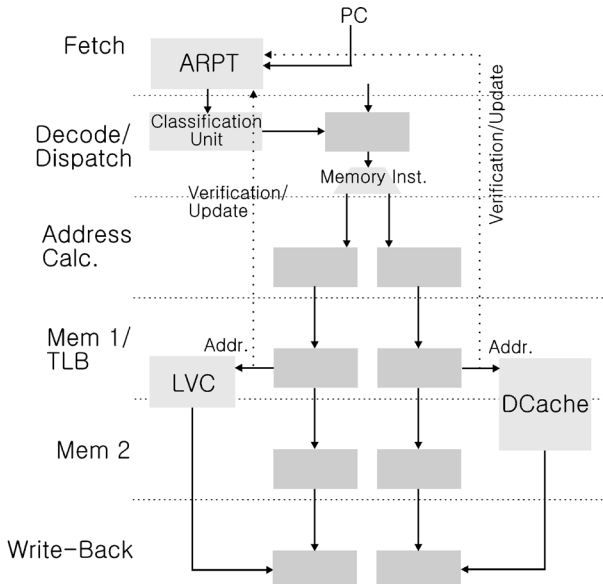 PC
Fetch
ARPT
Classification
Unit
Decode/
Dispatch
Memory Inst.
Verification/
Update
Verification/Update
Address
Calc.
Mem 1/
TLB
Addr.
Addr.
LVC
DCache
Mem 2
Write-Back